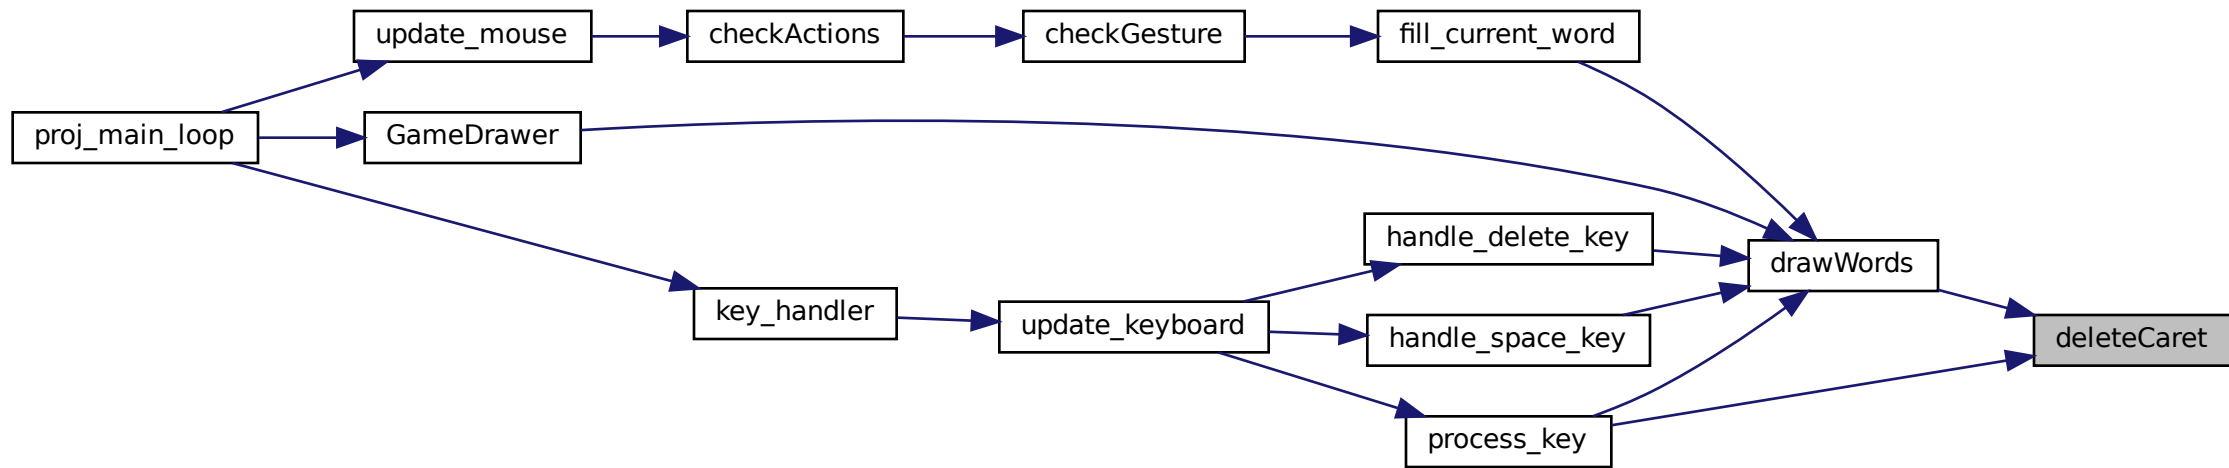 update_mouse
checkActions
checkGesture
fill_current_word
proj_main_loop
GameDrawer
handle_delete_key
drawWords
key_handler
update_keyboard
handle_space_key
deleteCaret
process_key